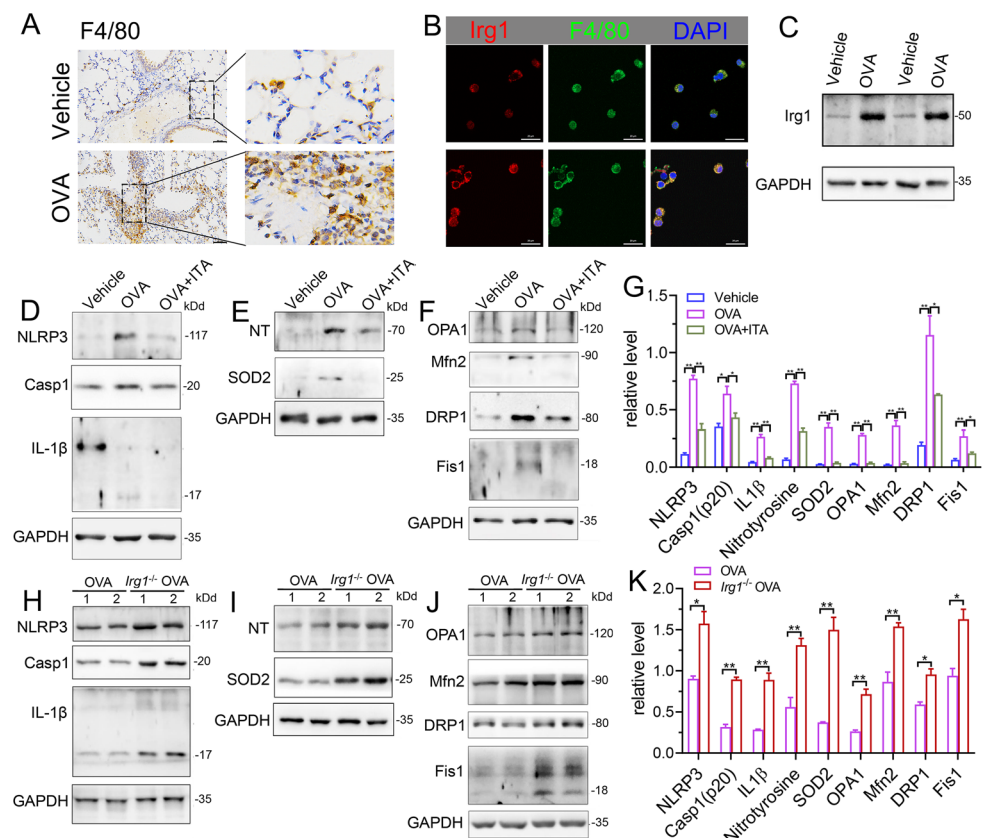 A
F4/80
Vehicle
OVA
B
Irg1
F4/80
DAPI
C
Vehicle
OVA
Vehicle
OVA
Irg1
-50
GAPDH
-35
D
Vehicle
OVA
OVA+ITA
kDd
NLRP3
-117
Casp1
-20
IL-1β
-17
GAPDH
-35
E
Vehicle
OVA
OVA+ITA
kDd
NT
-70
SOD2
-25
GAPDH
-35
F
Vehicle
OVA
OVA+ITA
kDd
OPA1
-120
Mfn2
-90
DRP1
-80
Fis1
-18
GAPDH
-35
G
Vehicle
OVA
OVA+ITA
relative level
1.5
1.0
0.5
0.0
** **
* *
** **
** **
** **
** **
** **
** *
** *
NLRP3
Casp1(p20)
IL1β
Nitrotyrosine
SOD2
OPA1
Mfn2
DRP1
Fis1
H
OVA Irg1-/- OVA
1 2 1 2 kDd
NLRP3
-117
Casp1
-20
IL-1β
-17
GAPDH
-35
I
OVA Irg1-/- OVA
1 2 1 2 kDd
NT
-70
SOD2
-25
GAPDH
-35
J
OVA Irg1-/- OVA
1 2 1 2 kDd
OPA1
-120
Mfn2
-90
DRP1
-80
Fis1
-18
GAPDH
-35
K
OVA
Irg1-/- OVA
relative level
2.0
1.5
1.0
0.5
0.0
*
**
**
**
**
**
**
*
*
NLRP3
Casp1(p20)
IL1β
Nitrotyrosine
SOD2
OPA1
Mfn2
DRP1
Fis1